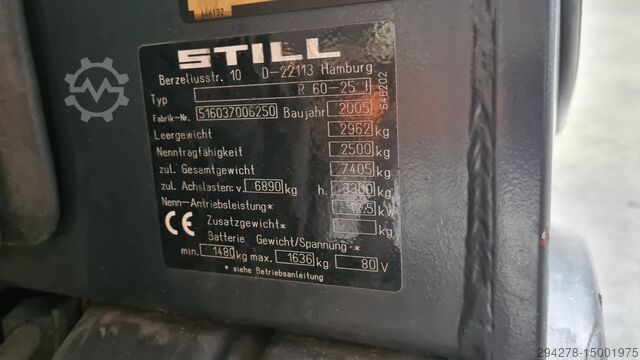 646132
STILL
Berzeliusstr. 10 D-22113 Hamburg
Typ R 60-25 I
Fabrik-Nr. 516037006250 Baujahr 2005
Leergewicht 2962 kg
Nenntragfähigkeit 2500 kg
zul. Gesamtgewicht 7405 kg
zul. Achslasten: v. 6890 kg h. 3300 kg
Nenn-Antriebsleistung* kW
CE Zusatzgewicht* kg
Batterie Gewicht/Spannung *
min. 1480 kg max. 1636 kg 80 V
* siehe Betriebsanleitung
646202
294278-15001975